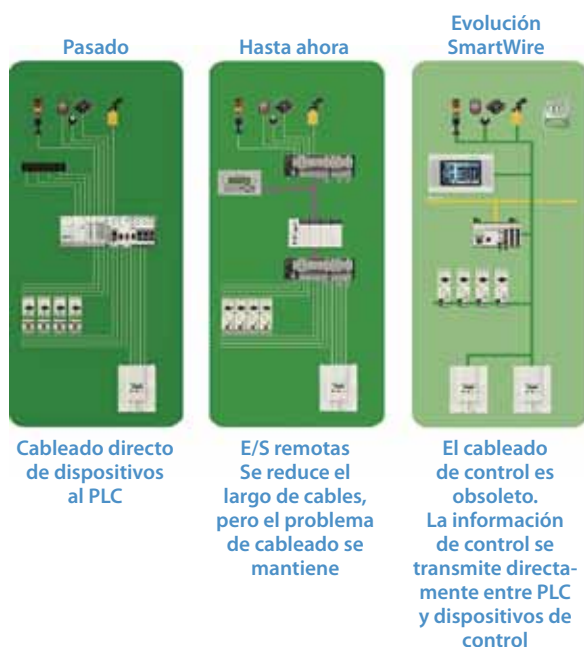 Pasado
Cableado directo
de dispositivos
al PLC
Hasta ahora
E/S remotas
Se reduce el
largo de cables,
pero el problema
de cableado se
mantiene
Evolución
SmartWire
El cableado
de control es
obsoleto.
La información
de control se
transmite directa-
mente entre PLC
y dispositivos de
control